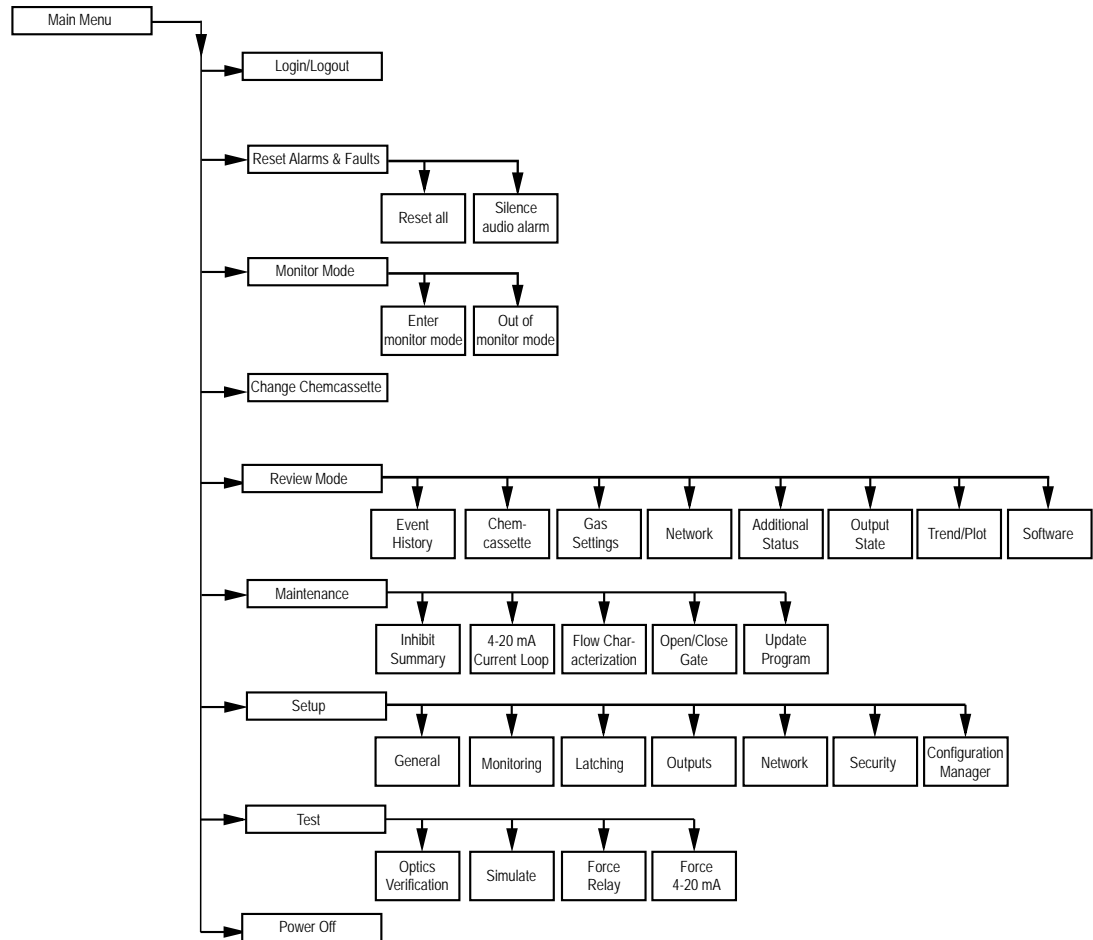 Main Menu
Login/Logout
Reset Alarms & Faults
Reset all
Silence
audio alarm
Monitor Mode
Enter
monitor mode
Out of
monitor mode
Change Chemcassette
Review Mode
Event
History
Chem-
cassette
Gas
Settings
Network
Additional
Status
Output
State
Trend/Plot
Software
Maintenance
Inhibit
Summary
4-20 mA
Current Loop
Flow Char-
acterization
Open/Close
Gate
Update
Program
Setup
General
Monitoring
Latching
Outputs
Network
Security
Configuration
Manager
Test
Optics
Verification
Simulate
Force
Relay
Force
4-20 mA
Power Off